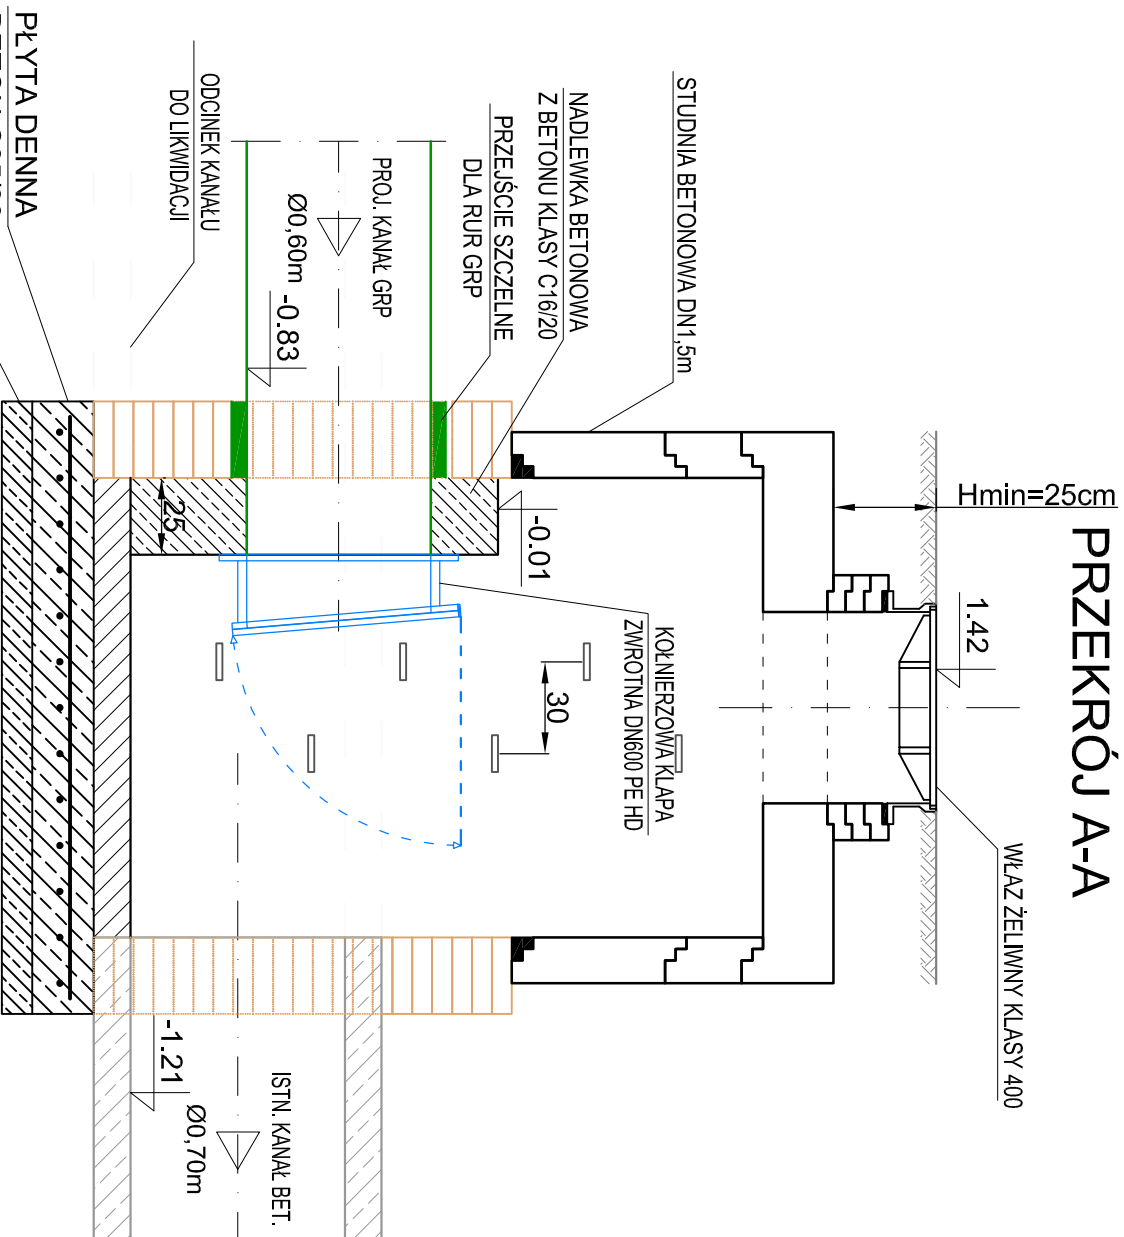 PRZEKRÓJ A-A
Hmin=25cm
1.42
WŁAZ ŻELIWNY KLASY 400
STUDNIA BETONOWA DN1,5m
NADLEWKA BETONOWA
Z BETONU KLASY C16/20
PRZEJŚCIE SZCZELNE
DLA RUR GRP
-0.01
KOŁNIERZOWA KLAPA
ZWROTNA DN600 PE HD
30
PROJ. KANAŁ GRP
Ø0,60m
-0.83
ODCINEK KANAŁU
DO LIKWIDACJI
25
ISTN. KANAŁ BET.
Ø0,70m
-1.21
PŁYTA DENNA